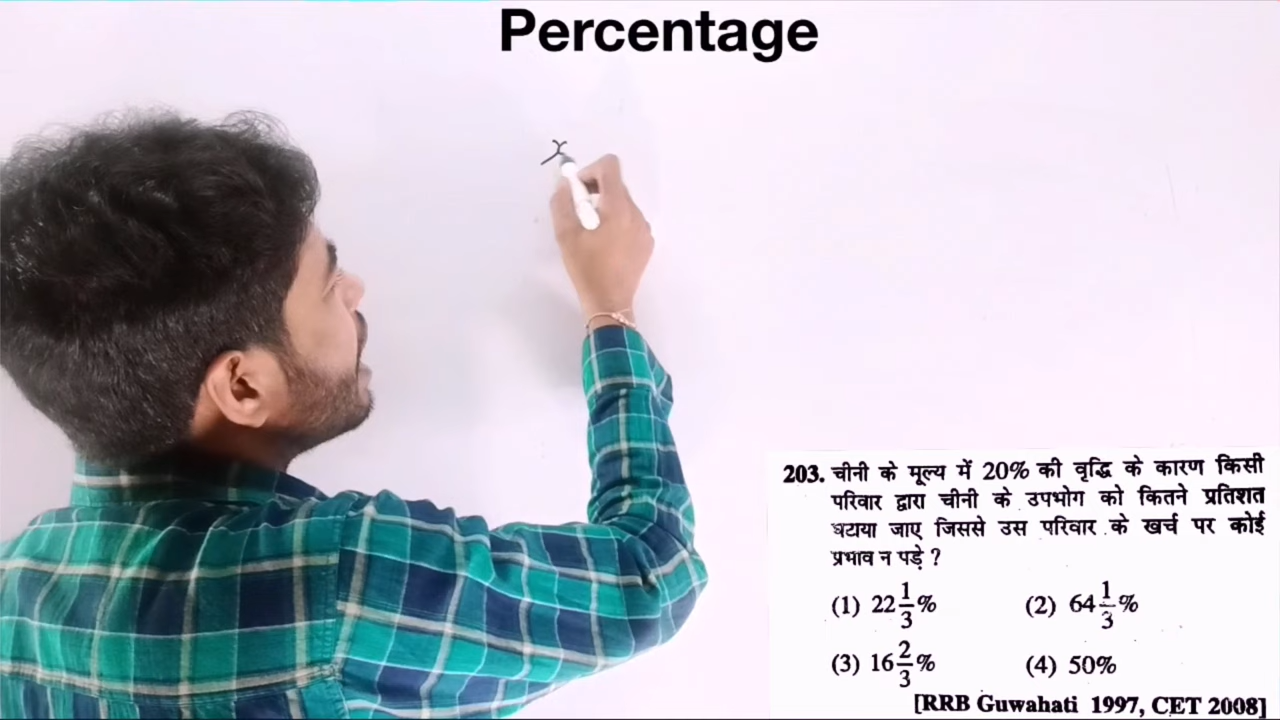 Percentage
x
203. चीनी के मूल्य में 20% की वृद्धि के कारण किसी
परिवार द्वारा चीनी के उपभोग को कितने प्रतिशत
घटाया जाए जिससे उस परिवार के खर्च पर कोई
प्रभाव न पड़े ?
(1) 22 1/3 % (2) 64 1/3 %
(3) 16 2/3 % (4) 50%
[RRB Guwahati 1997, CET 2008]